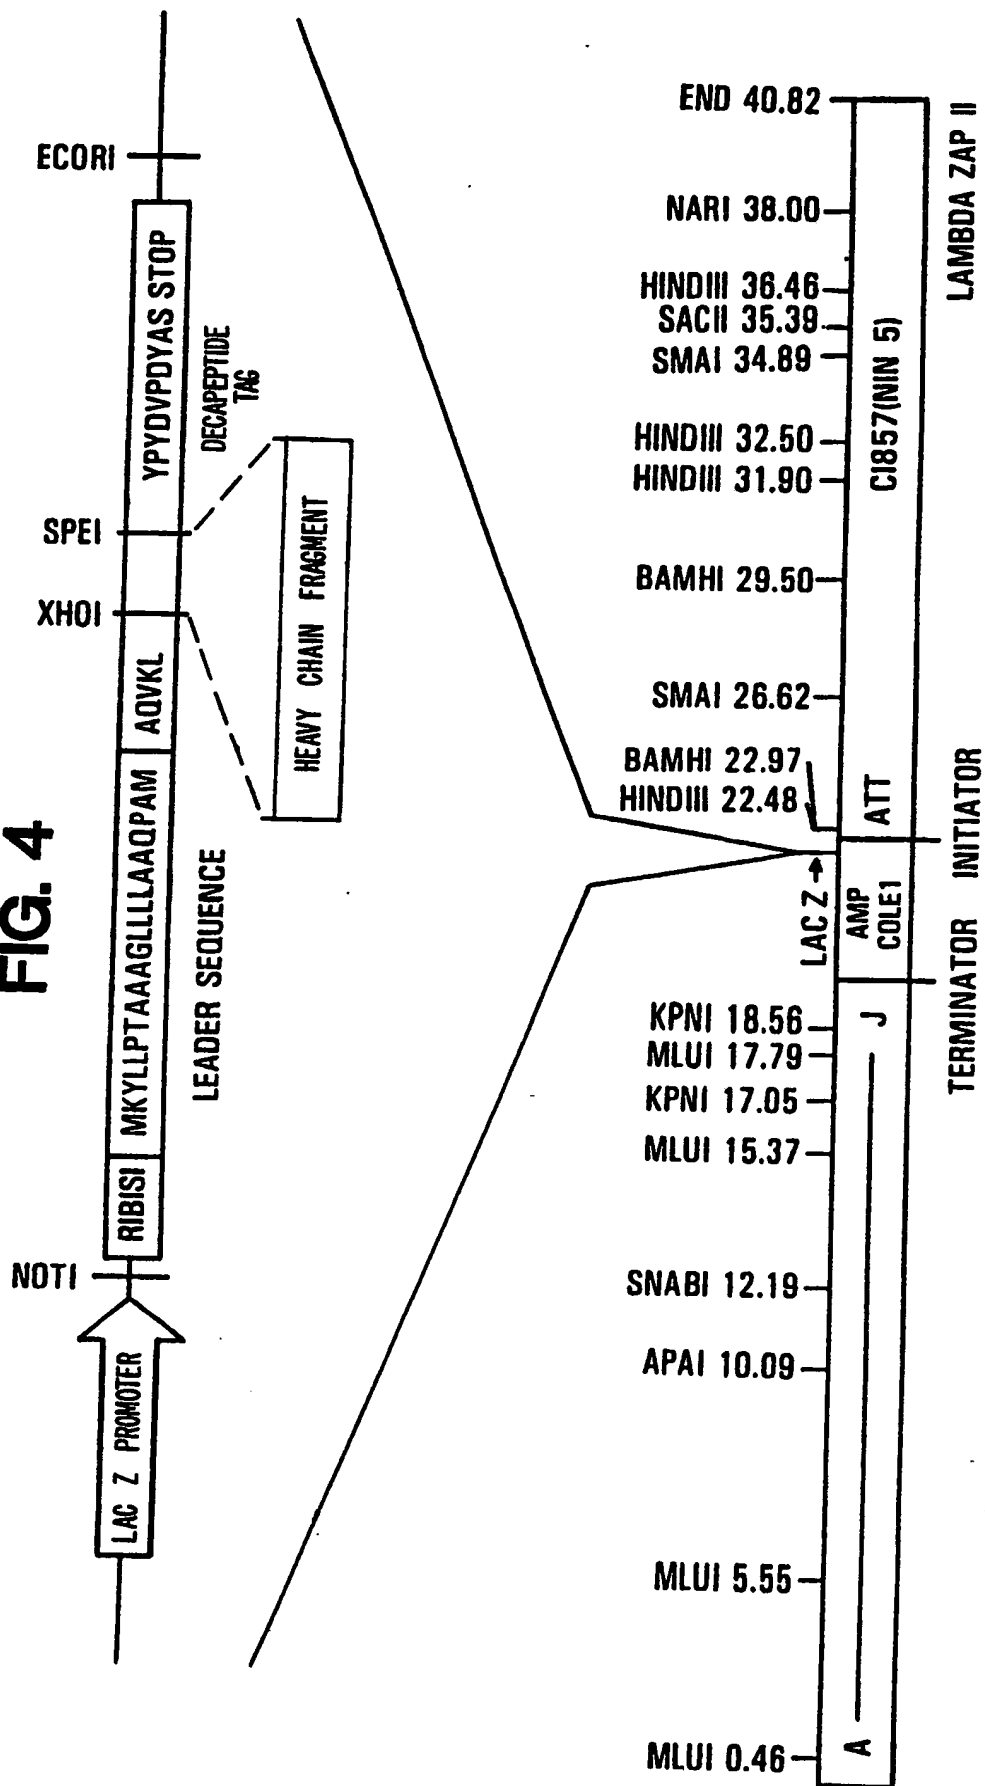 FIG. 4
ECORI
YPYDVPDYAS STOP
DECAPEPTIDE
TAG
SPEI
XHOI
HEAVY CHAIN FRAGMENT
AQVKL
MKYLLPTAAAGLLLLAAQPAM
LEADER SEQUENCE
RIBISI
NOTI
LAC Z PROMOTER
END 40.82
NARI 38.00
HINDIII 36.46
SACII 35.39
SMAI 34.89
HINDIII 32.50
HINDIII 31.90
BAMHI 29.50
SMAI 26.62
BAMHI 22.97
HINDIII 22.48
LAC Z
KPNI 18.56
MLUI 17.79
KPNI 17.05
MLUI 15.37
SNABI 12.19
APAI 10.09
MLUI 5.55
MLUI 0.46
CI857(NIN 5)
ATT
AMP
COLE1
J
A
LAMBDA ZAP II
INITIATOR
TERMINATOR